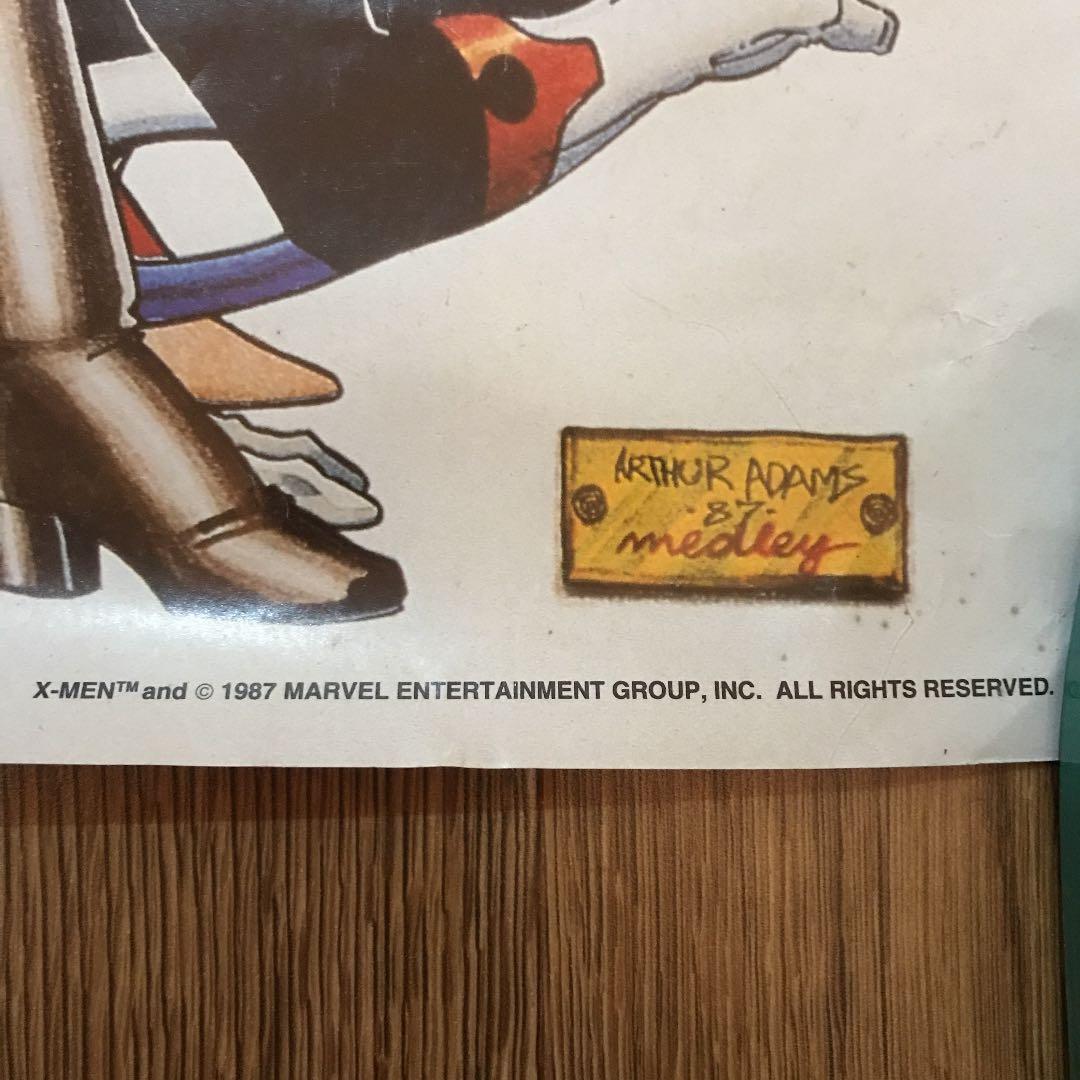 ARTHUR ADAMS
·87·
medley
X-MEN™ and © 1987 MARVEL ENTERTAINMENT GROUP, INC. ALL RIGHTS RESERVED.